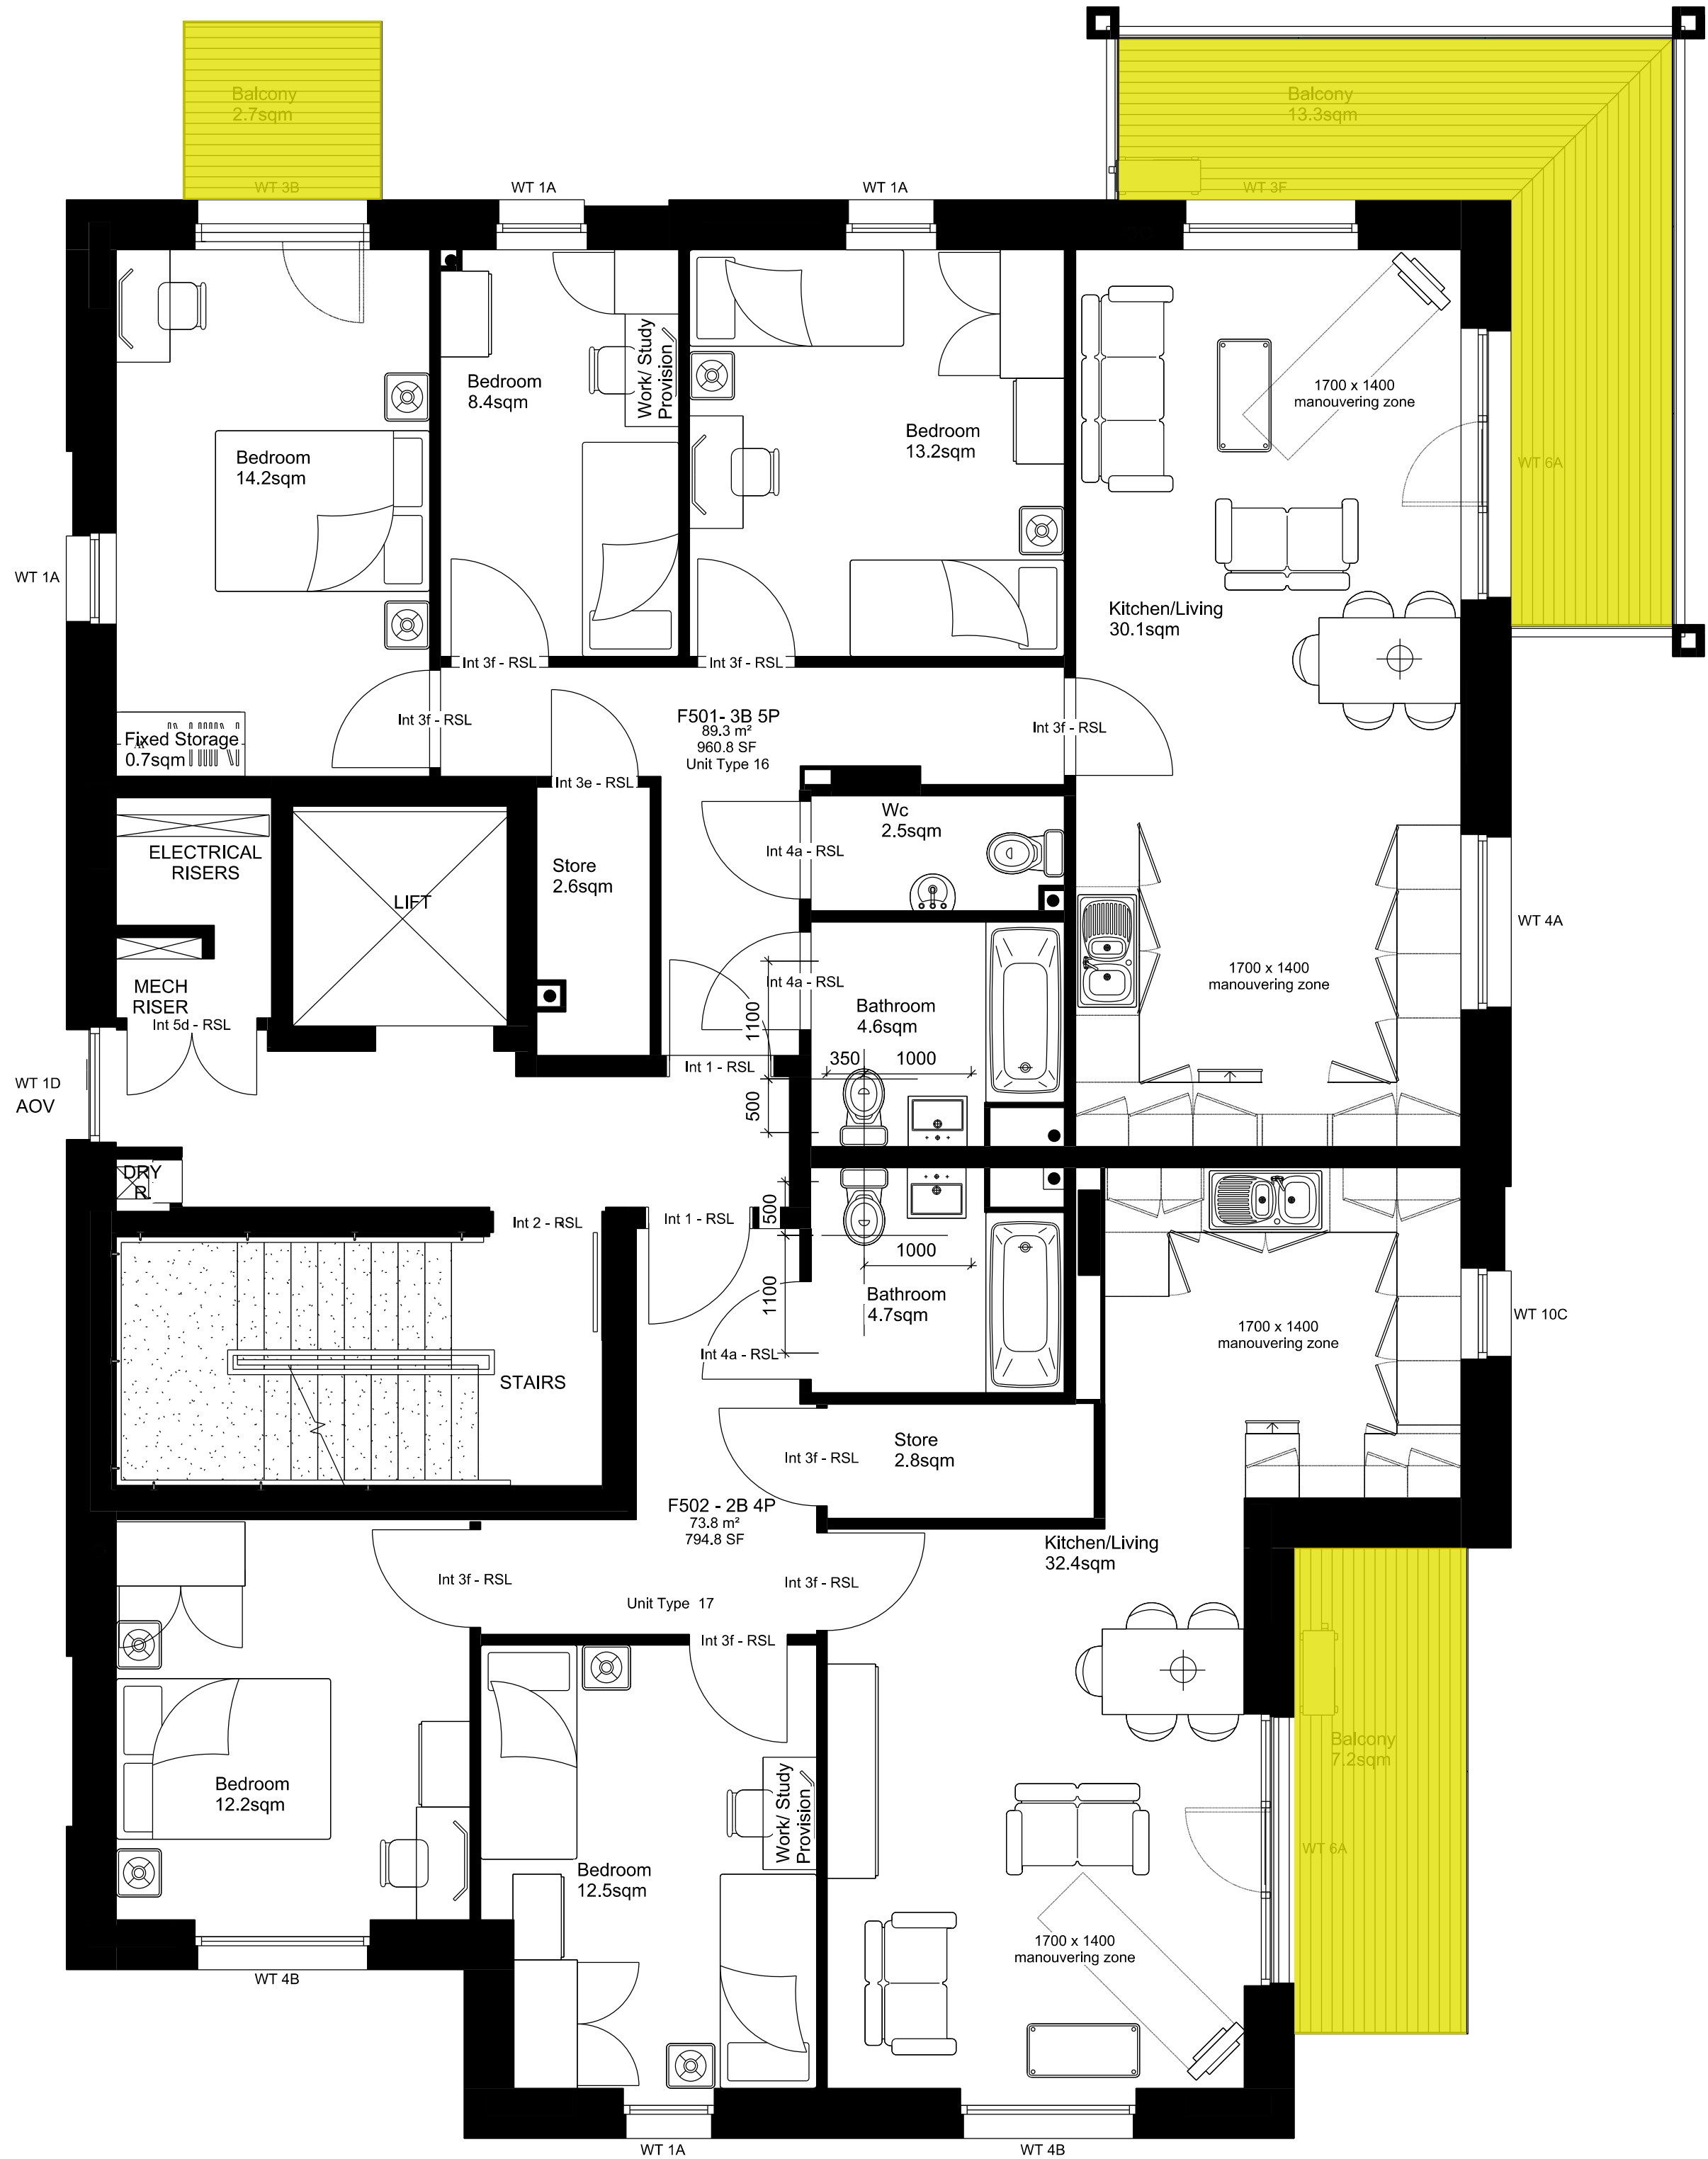 Balcony
2.7sqm
Balcony
13.3sqm
WT 3B
WT 1A
WT 1A
WT 3F
Bedroom
14.2sqm
Bedroom
8.4sqm
Work/ Study
Provision
Bedroom
13.2sqm
1700 x 1400
manouvering zone
WT 6A
WT 1A
Kitchen/Living
30.1sqm
Int 3f - RSL
Int 3f - RSL
Int 3f - RSL
Int 3f - RSL
F501- 3B 5P
89.3 m²
960.8 SF
Unit Type 16
Fixed Storage
0.7sqm
Int 3e - RSL
Wc
2.5sqm
Int 4a - RSL
ELECTRICAL
RISERS
LIFT
Store
2.6sqm
WT 4A
MECH
RISER
Int 5d - RSL
Int 4a - RSL
1100
Bathroom
4.6sqm
1700 x 1400
manouvering zone
350
1000
Int 1 - RSL
500
WT 1D
AOV
DRY
R.
Int 2 - RSL
Int 1 - RSL
500
1000
1100
Bathroom
4.7sqm
1700 x 1400
manouvering zone
WT 10C
Int 4a - RSL
STAIRS
Store
2.8sqm
Int 3f - RSL
F502 - 2B 4P
73.8 m²
794.8 SF
Unit Type 17
Kitchen/Living
32.4sqm
Int 3f - RSL
Int 3f - RSL
Int 3f - RSL
Balcony
7.2sqm
Bedroom
12.2sqm
Work/ Study
Provision
Bedroom
12.5sqm
WT 6A
1700 x 1400
manouvering zone
WT 4B
WT 1A
WT 4B